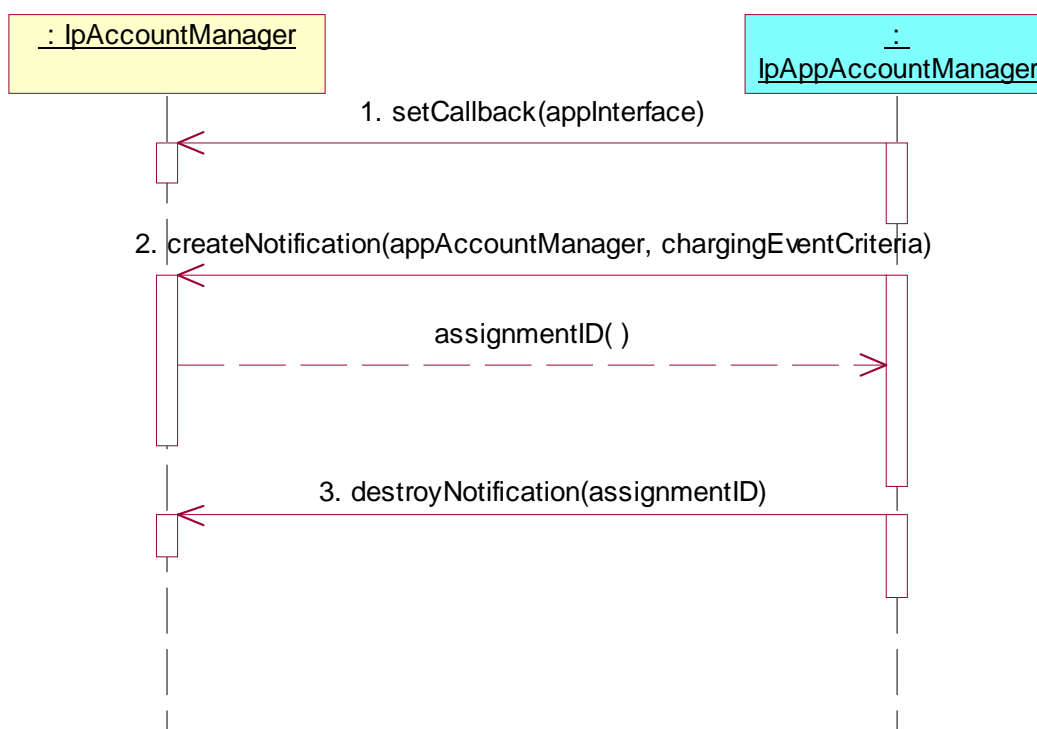 : IpAccountManager
:
IpAppAccountManager
1. setCallback(appInterface)
2. createNotification(appAccountManager, chargingEventCriteria)
assignmentID( )
3. destroyNotification(assignmentID)